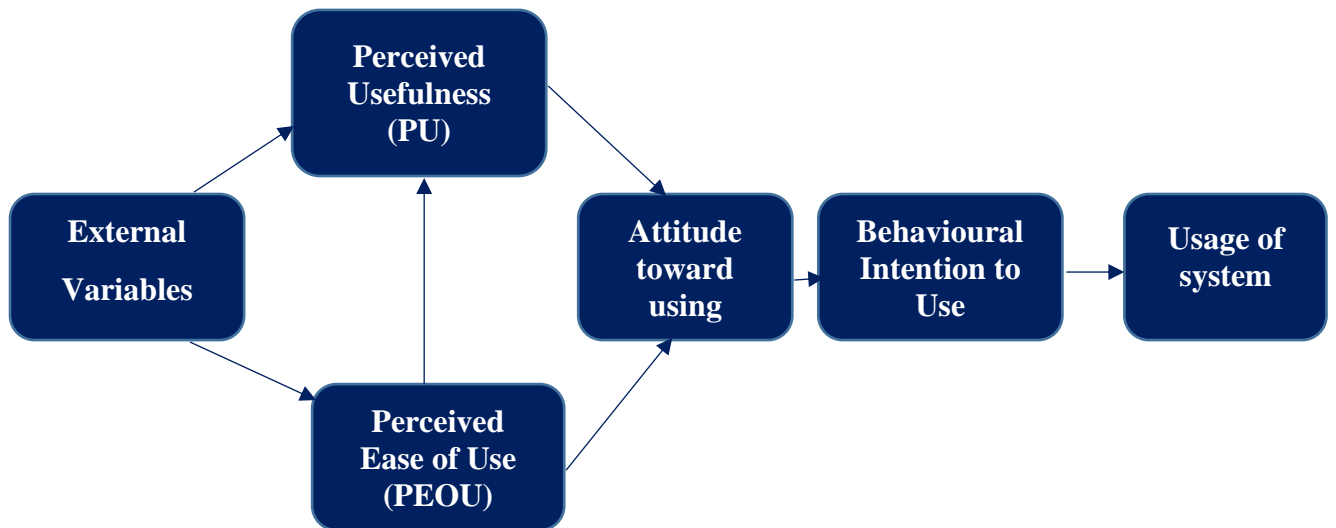 Perceived
Usefulness
(PU)
External
Variables
Attitude
toward
using
Behavioural
Intention to
Use
Usage of
system
Perceived
Ease of Use
(PEOU)